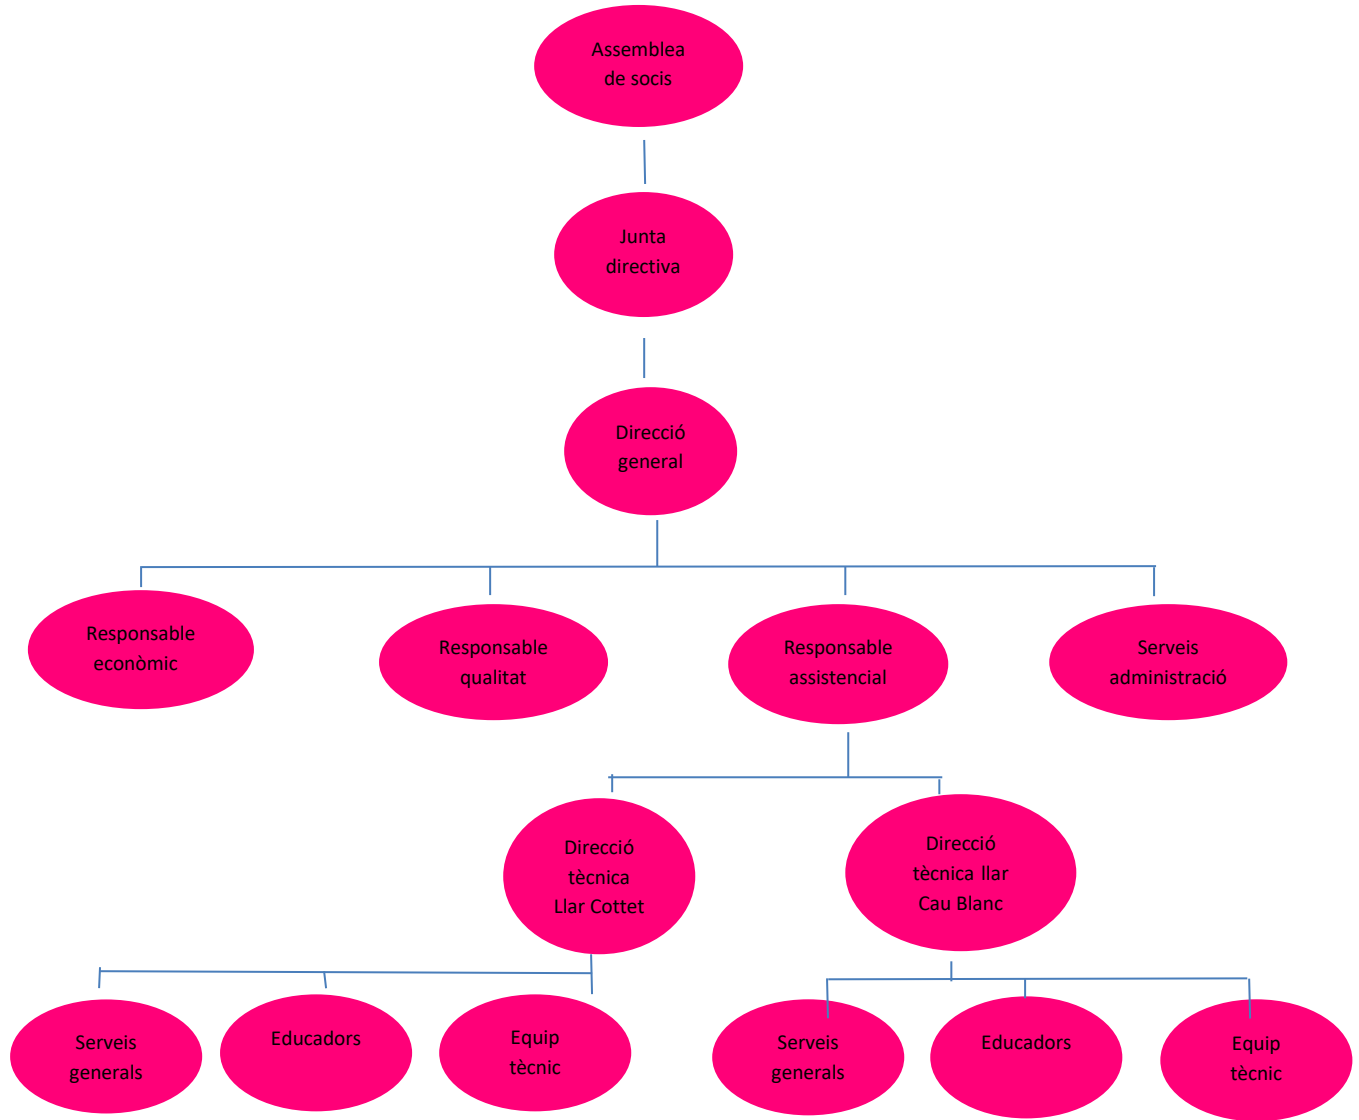 Assemblea
de socis
Junta
directiva
Direcció
general
Responsable
econòmic
Responsable
qualitat
Responsable
assistencial
Serveis
administració
Direcció
tècnica
Llar Cottet
Direcció
tècnica llar
Cau Blanc
Serveis
generals
Educadors
Equip
tècnic
Serveis
generals
Educadors
Equip
tècnic